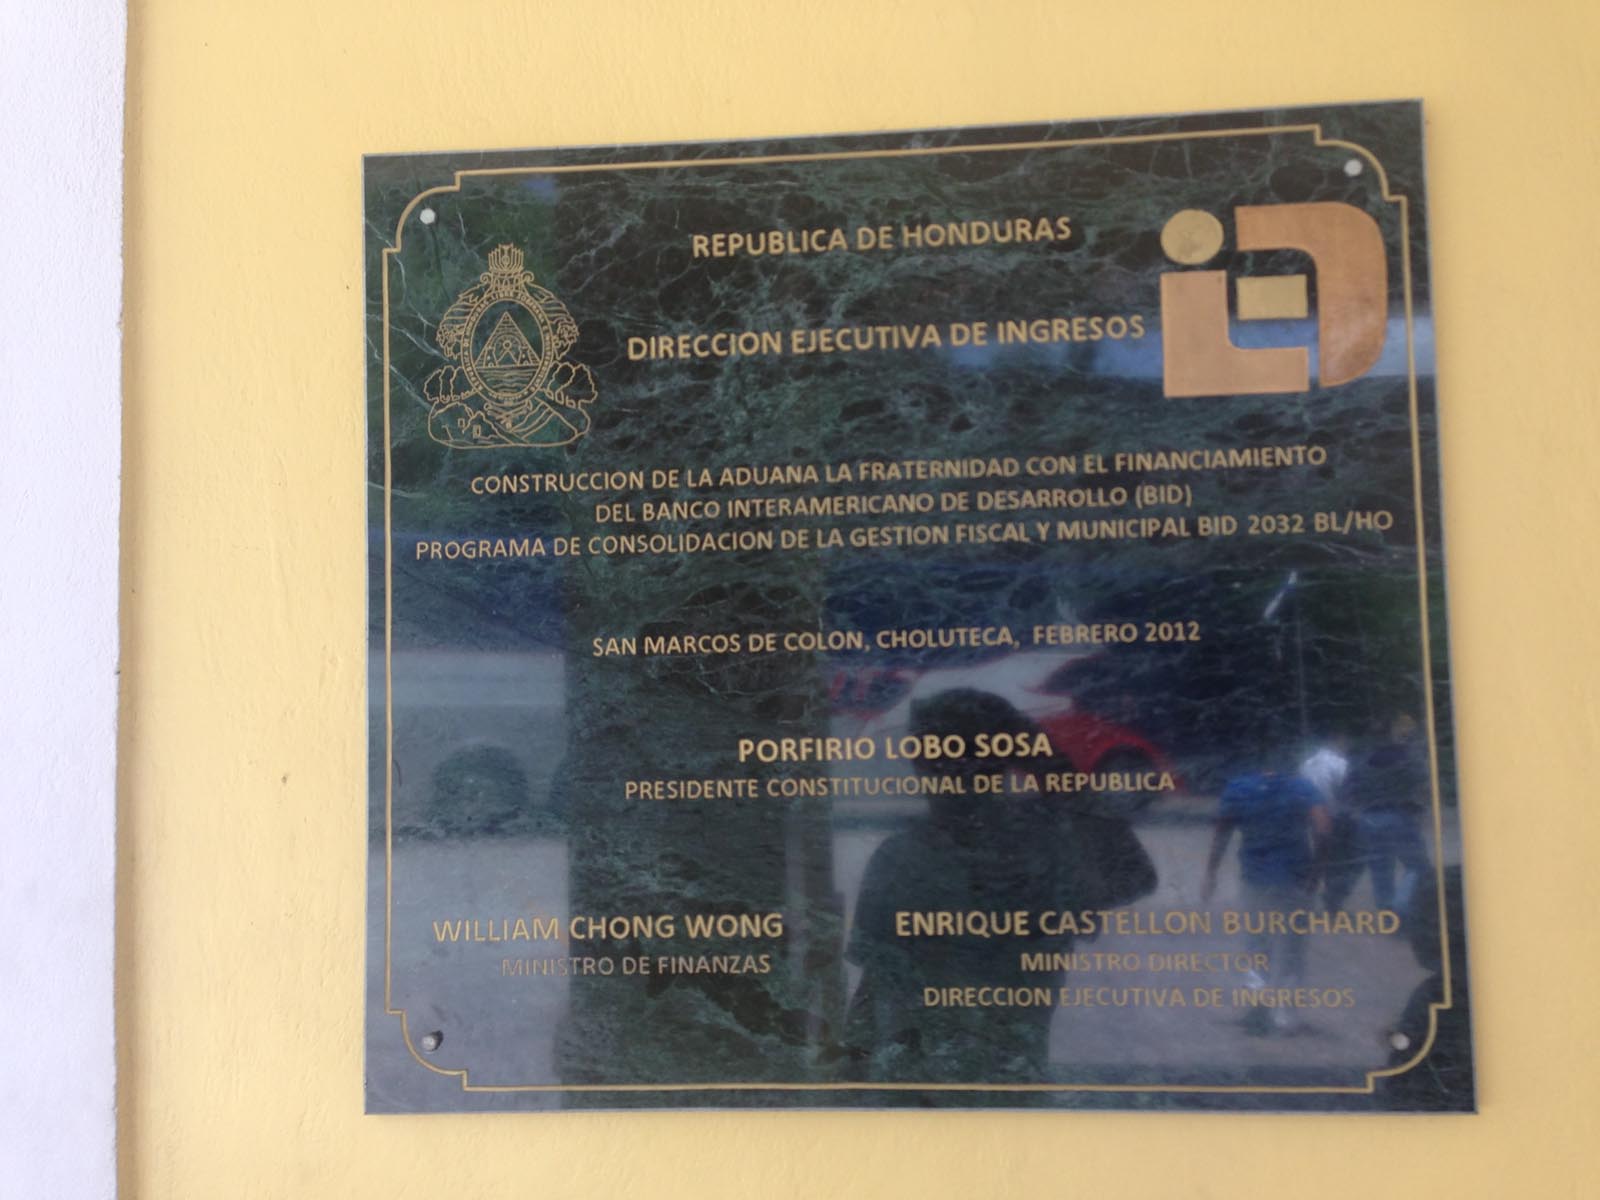 REPUBLICA DE HONDURAS
DIRECCION EJECUTIVA DE INGRESOS
CONSTRUCCION DE LA ADUANA LA FRATERNIDAD CON EL FINANCIAMIENTO
DEL BANCO INTERAMERICANO DE DESARROLLO (BID)
PROGRAMA DE CONSOLIDACION DE LA GESTION FISCAL Y MUNICIPAL BID 2032 BL/HO
SAN MARCOS DE COLON, CHOLUTECA, FEBRERO 2012
PORFIRIO LOBO SOSA
PRESIDENTE CONSTITUCIONAL DE LA REPUBLICA
WILLIAM CHONG WONG
MINISTRO DE FINANZAS
ENRIQUE CASTELLON BURCHARD
MINISTRO DIRECTOR
DIRECCION EJECUTIVA DE INGRESOS